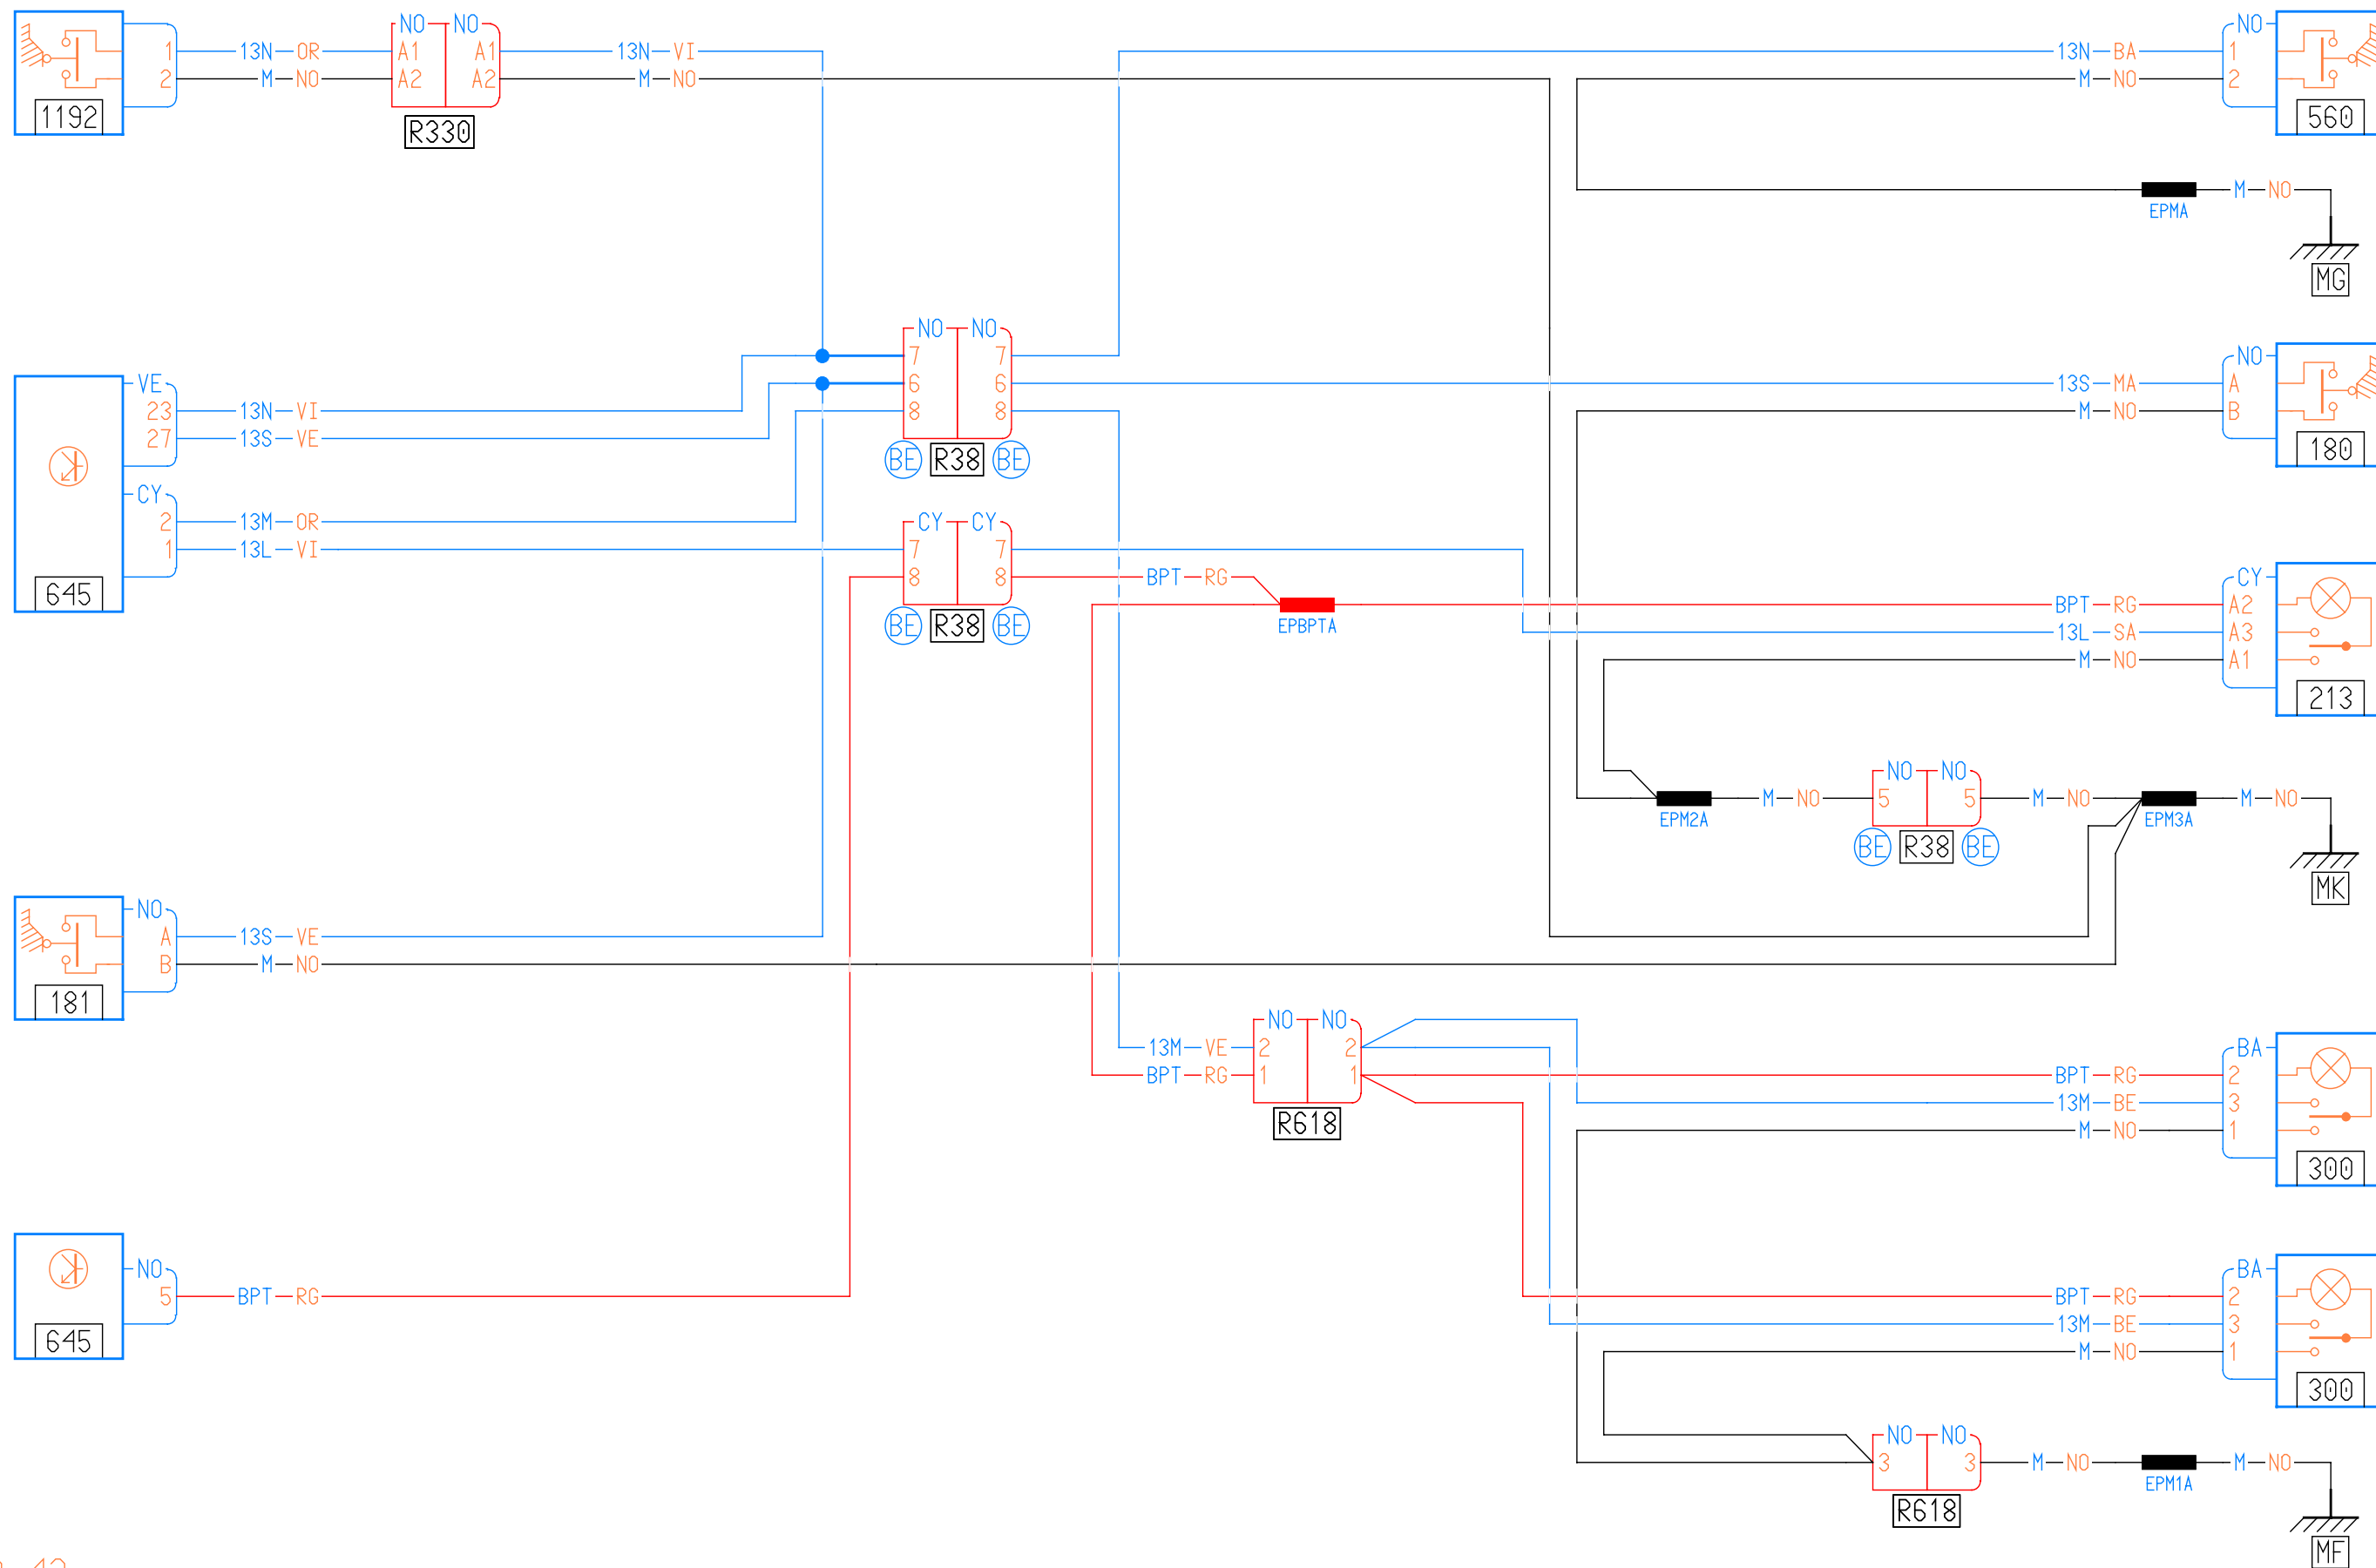 NO NO NO
1 13N OR A1 A1 13N VI 13N BA 1
2 M NO A2 A2 M NO M NO 2
1192 R330 560
M NO
EPMA
MG
NO NO NO
7 7
VE 6 6 13S MA A
23 13N VI 8 8 M NO B
27 13S VE
BE R38 BE 180
CY
2 13M OR CY CY
1 13L VI 7 7
8 8 BPT RG CY
645 BPT RG A2
BE R38 BE EPBPTA 13L SA A3
M NO A1
213
NO NO
M NO 5 5 M NO M NO
EPM2A EPM3A
BE R38 BE
MK
NO
A 13S VE
B M NO
181
NO NO
13M VE 2 2 BA
BPT RG 1 1 BPT RG 2
13M BE 3
R618 M NO 1
300
NO BA
5 BPT RG BPT RG 2
13M BE 3
645 M NO 1
300
NO NO
3 3 M NO M NO
EPM1A
R618
MF